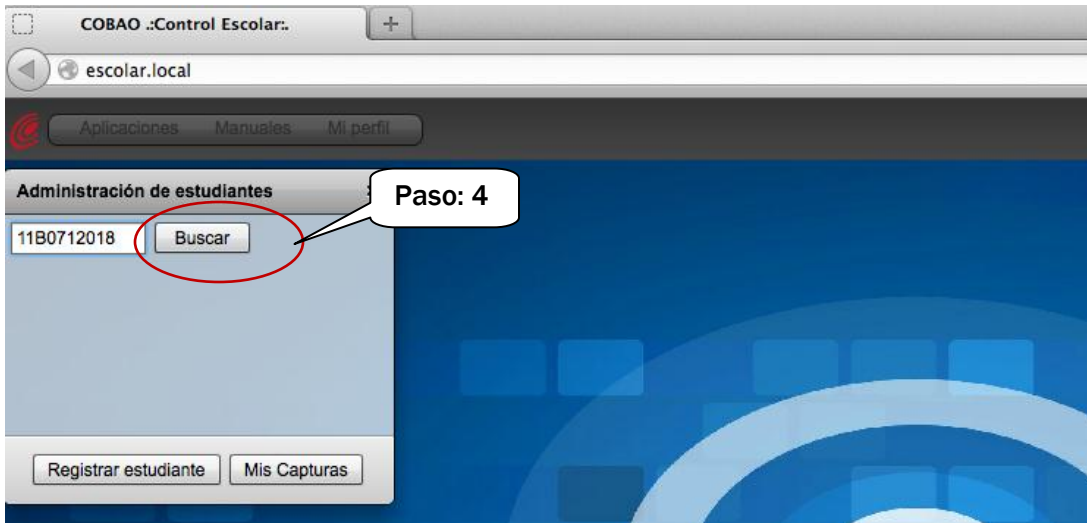 COBAO .:Control Escolar:.
escolar.local
Aplicaciones Manuales Mi perfil
Administración de estudiantes
Paso: 4
11B0712018 Buscar
Registrar estudiante Mis Capturas